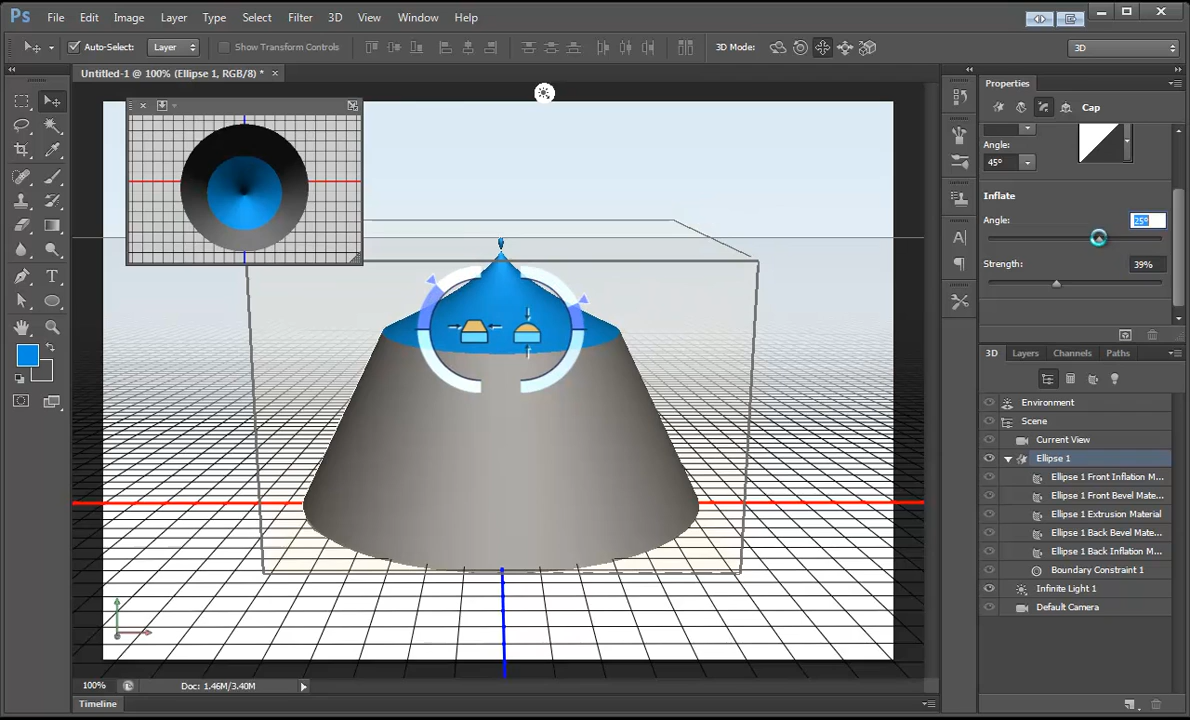 Ps File Edit Image Layer Type Select Filter 3D View Window Help
Auto-Select: Layer Show Transform Controls 3D Mode: 3D
Untitled-1 @ 100% (Ellipse 1, RGB/8) *
Properties
Cap
Angle:
45°
Inflate
Angle: 25°
Strength: 39%
3D Layers Channels Paths
Environment
Scene
Current View
Ellipse 1
Ellipse 1 Front Inflation M...
Ellipse 1 Front Bevel Mate...
Ellipse 1 Extrusion Material
Ellipse 1 Back Bevel Mate...
Ellipse 1 Back Inflation M...
Boundary Constraint 1
Infinite Light 1
Default Camera
100% Doc: 1.46M/3.40M
Timeline